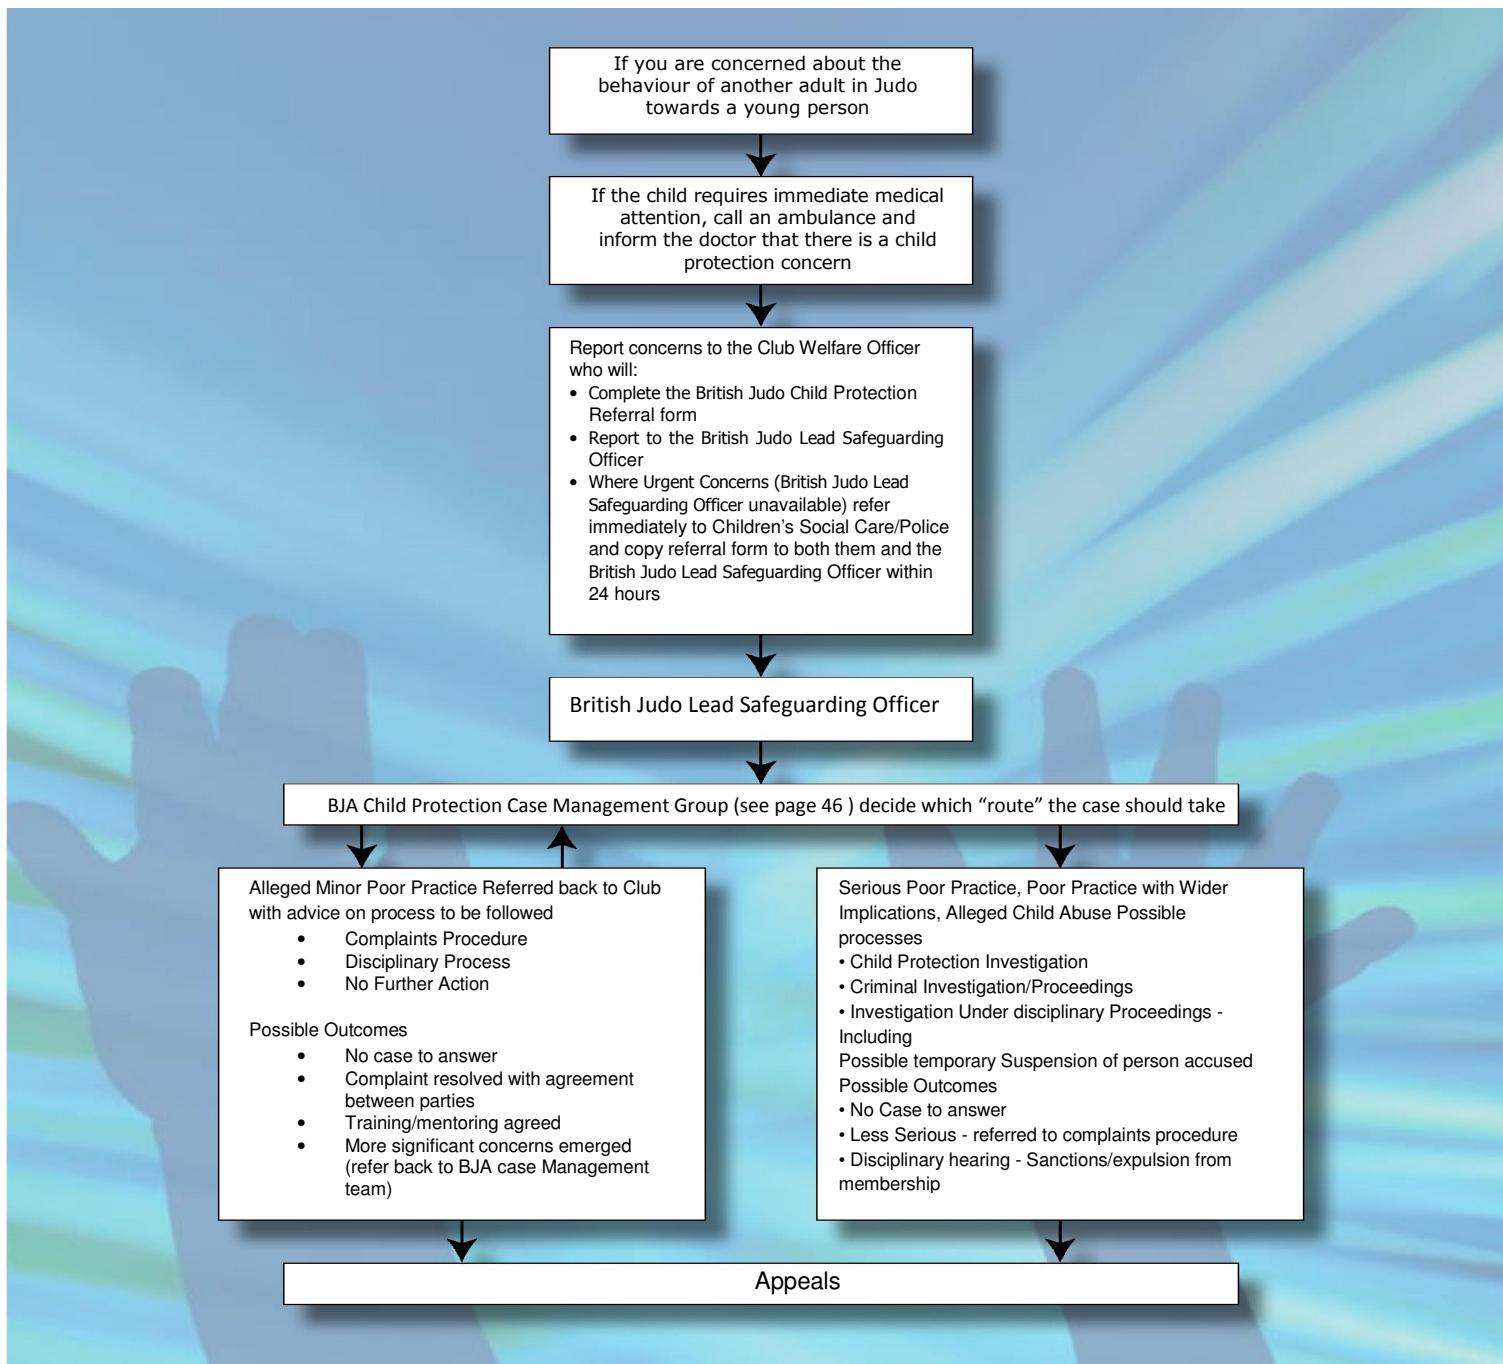 If you are concerned about the
behaviour of another adult in Judo
towards a young person
If the child requires immediate medical
attention, call an ambulance and
inform the doctor that there is a child
protection concern
Report concerns to the Club Welfare Officer
who will:
• Complete the British Judo Child Protection
Referral form
• Report to the British Judo Lead Safeguarding
Officer
• Where Urgent Concerns (British Judo Lead
Safeguarding Officer unavailable) refer
immediately to Children’s Social Care/Police
and copy referral form to both them and the
British Judo Lead Safeguarding Officer within
24 hours
British Judo Lead Safeguarding Officer
BJA Child Protection Case Management Group (see page 46 ) decide which “route” the case should take
Alleged Minor Poor Practice Referred back to Club
with advice on process to be followed
• Complaints Procedure
• Disciplinary Process
• No Further Action
Possible Outcomes
• No case to answer
• Complaint resolved with agreement
between parties
• Training/mentoring agreed
• More significant concerns emerged
(refer back to BJA case Management
team)
Serious Poor Practice, Poor Practice with Wider
Implications, Alleged Child Abuse Possible
processes
• Child Protection Investigation
• Criminal Investigation/Proceedings
• Investigation Under disciplinary Proceedings -
Including
Possible temporary Suspension of person accused
Possible Outcomes
• No Case to answer
• Less Serious - referred to complaints procedure
• Disciplinary hearing - Sanctions/expulsion from
membership
Appeals